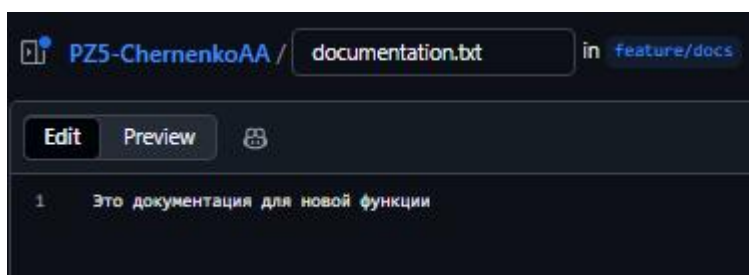 PZ5-ChernenkoAA / documentation.txt in feature/docs
Edit Preview
1 Это документация для новой функции